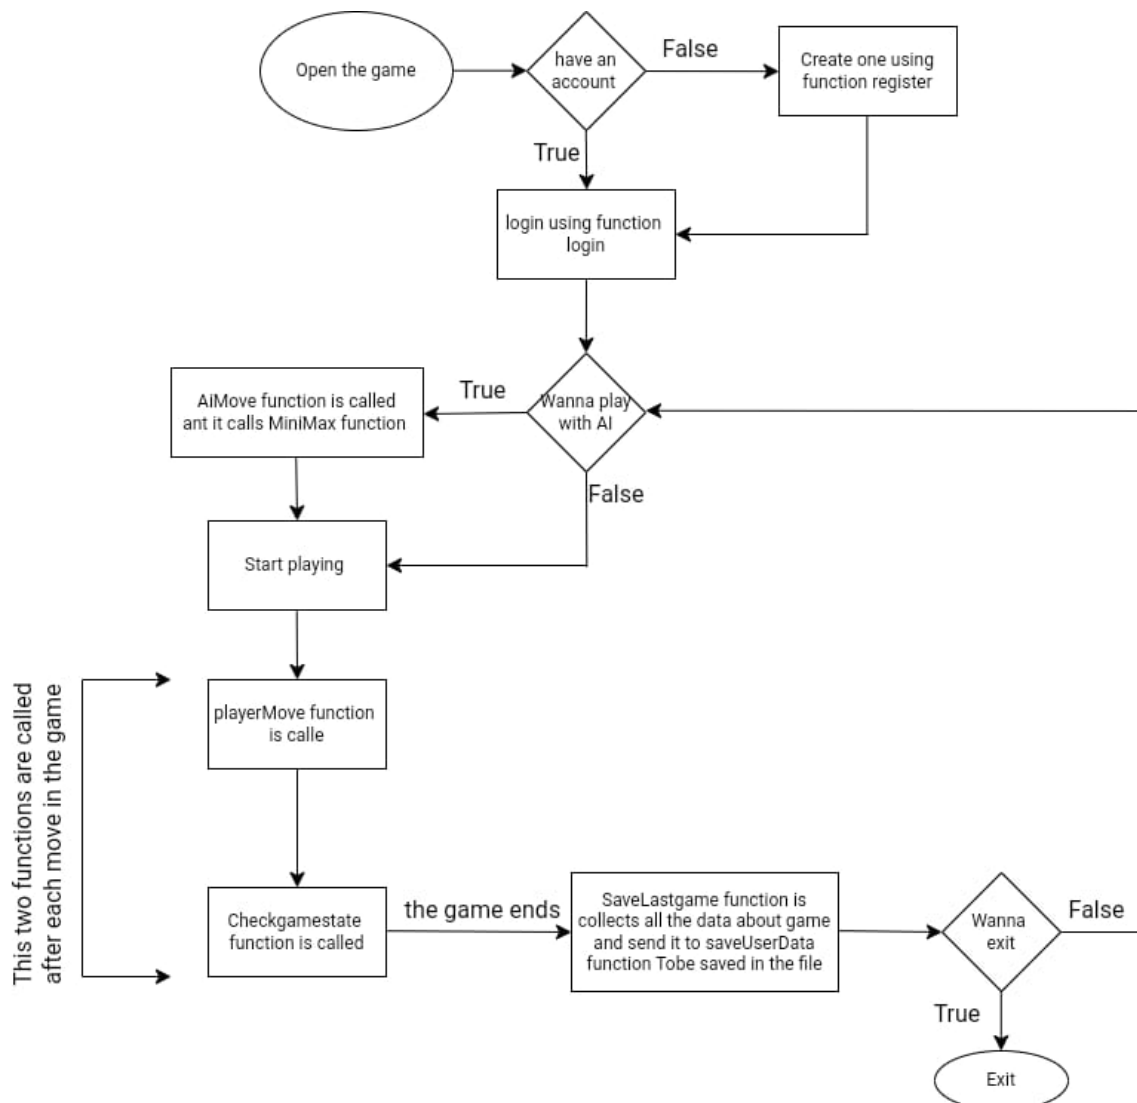 Open the game
have an
account
False
Create one using
function register
True
login using function
login
Wanna play
with AI
True
AiMove function is called
ant it calls MiniMax function
False
Start playing
This two functions are called
after each move in the game
playerMove function
is calle
Checkgamestate
function is called
the game ends
SaveLastgame function is
collects all the data about game
and send it to saveUserData
function Tobe saved in the file
Wanna
exit
False
True
Exit